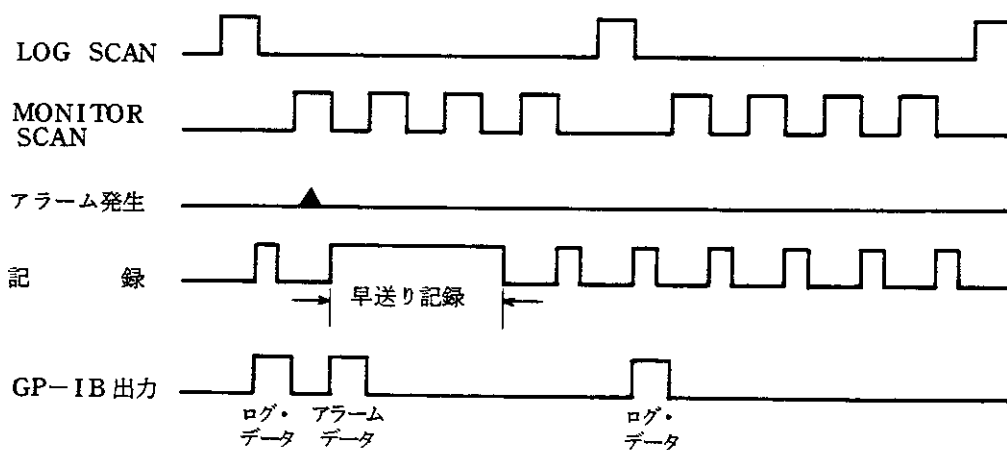 LOG SCAN
MONITOR
SCAN
アラーム発生
記 録
早送り記録
GP-IB出力
ログ・
データ
アラーム
データ
ログ・
データ